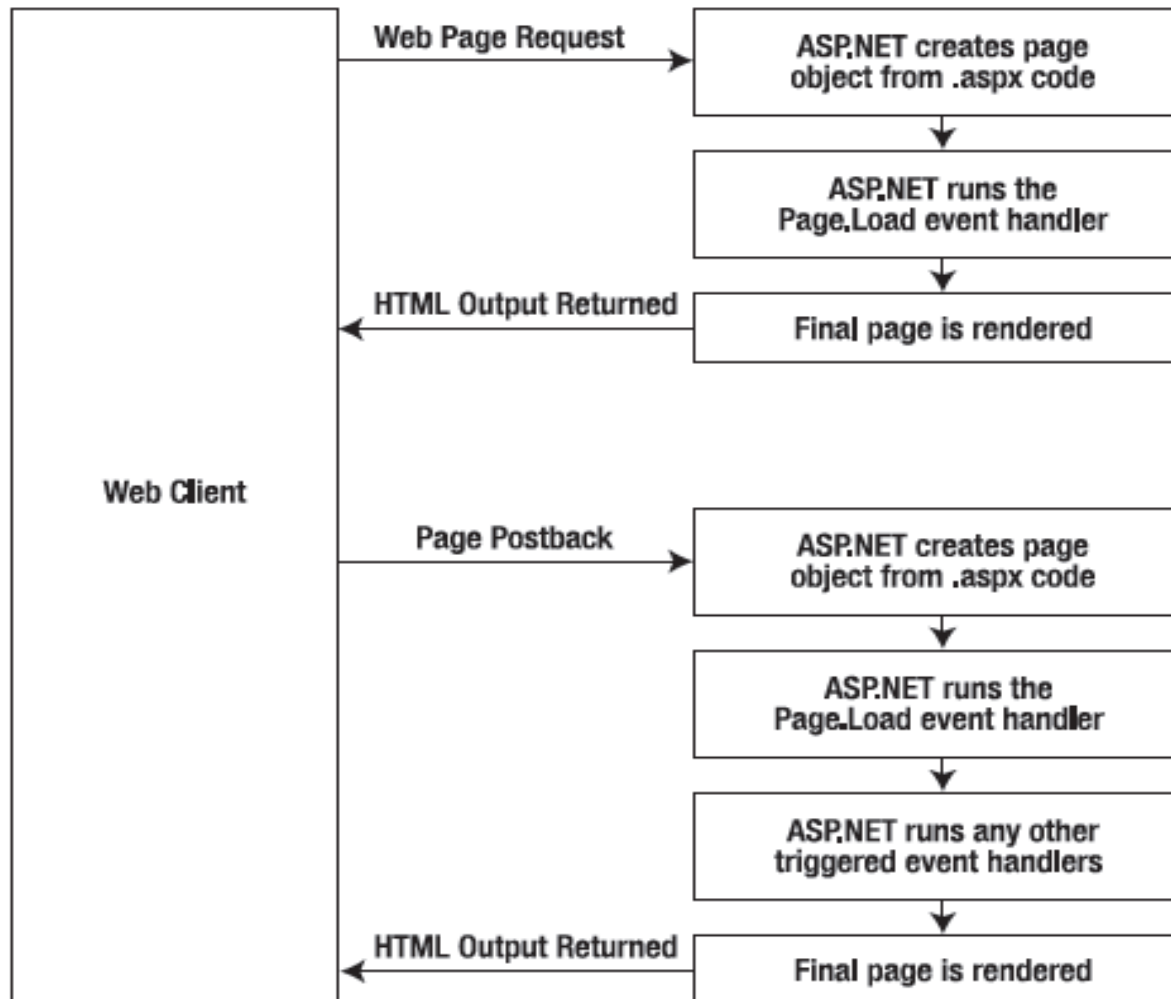 Web Page Request
ASP.NET creates page
object from .aspx code
ASP.NET runs the
Page.Load event handler
HTML Output Returned
Final page is rendered
Web Client
Page Postback
ASP.NET creates page
object from .aspx code
ASP.NET runs the
Page.Load event handler
ASP.NET runs any other
triggered event handlers
HTML Output Returned
Final page is rendered